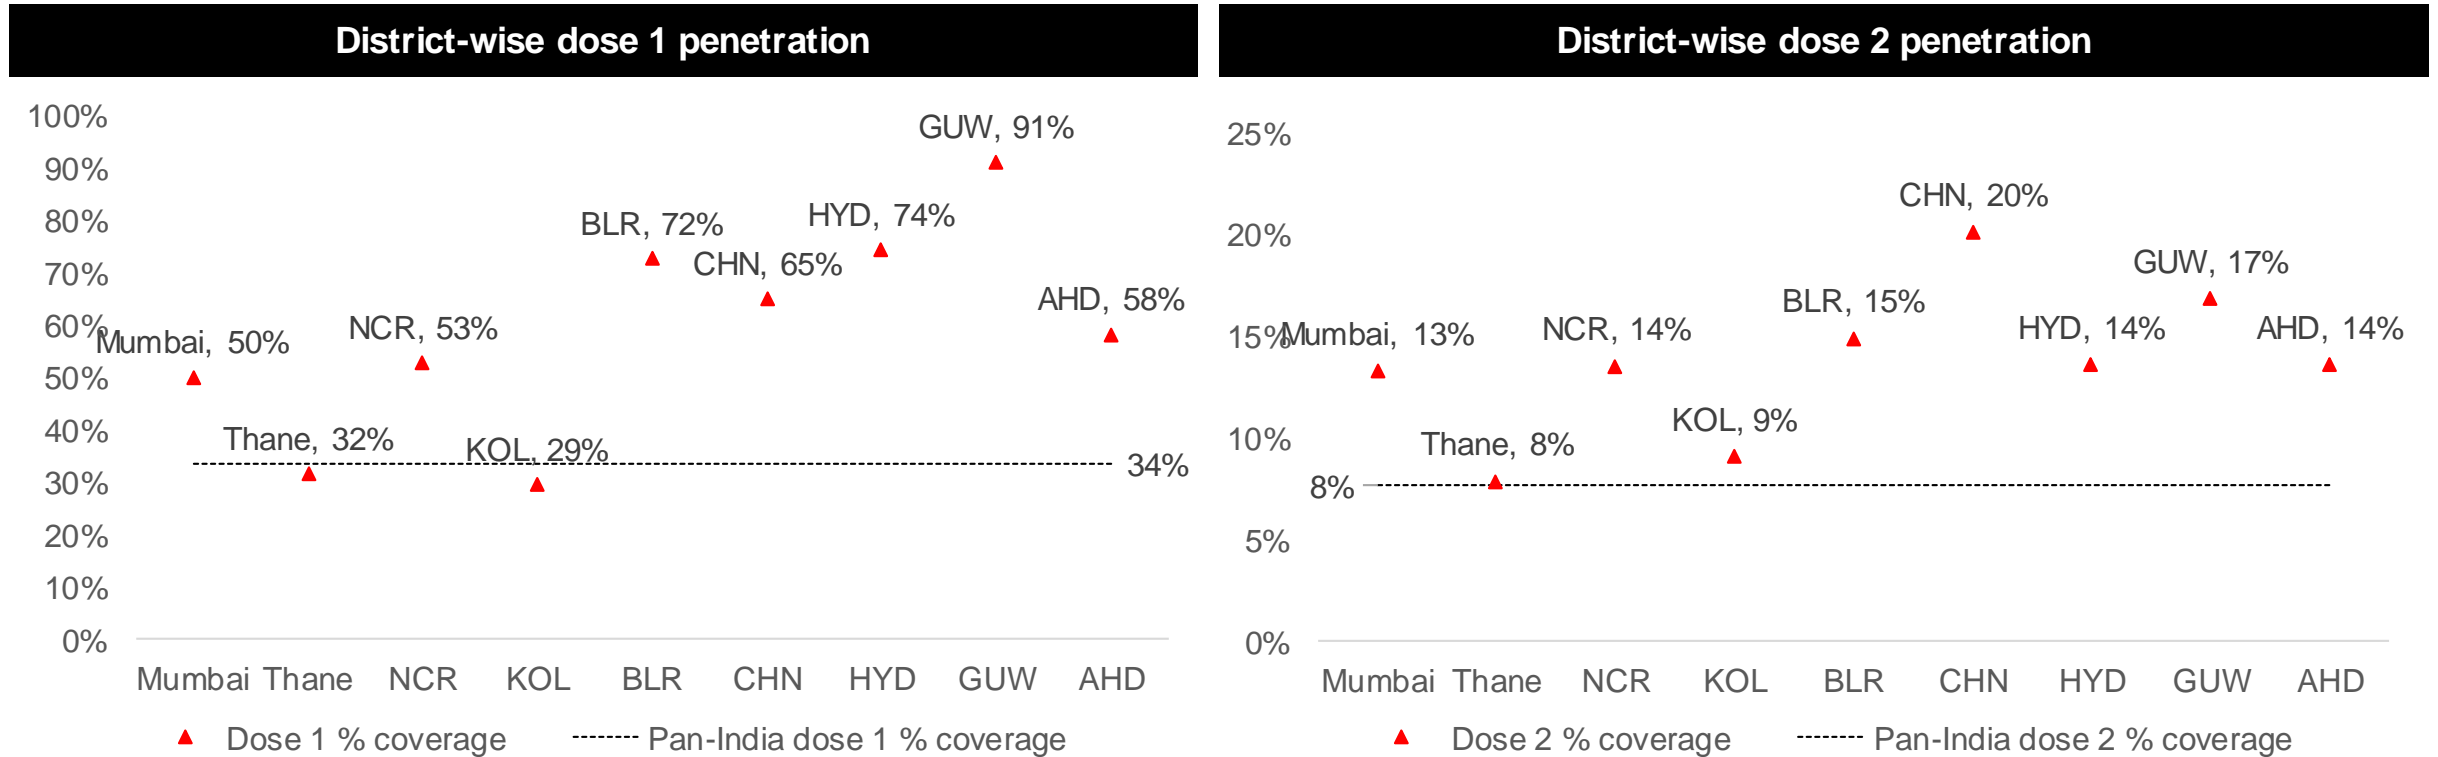 District-wise dose 1 penetration
100%
90%
80%
70%
60%
50%
40%
30%
20%
10%
0%
Mumbai, 50%
Thane, 32%
NCR, 53%
KOL, 29%
BLR, 72%
CHN, 65%
HYD, 74%
GUW, 91%
AHD, 58%
34%
Mumbai Thane NCR KOL BLR CHN HYD GUW AHD
Dose 1 % coverage Pan-India dose 1 % coverage
District-wise dose 2 penetration
25%
20%
15%
10%
5%
0%
8%
Mumbai, 13%
Thane, 8%
NCR, 14%
KOL, 9%
BLR, 15%
CHN, 20%
HYD, 14%
GUW, 17%
AHD, 14%
Mumbai Thane NCR KOL BLR CHN HYD GUW AHD
Dose 2 % coverage Pan-India dose 2 % coverage